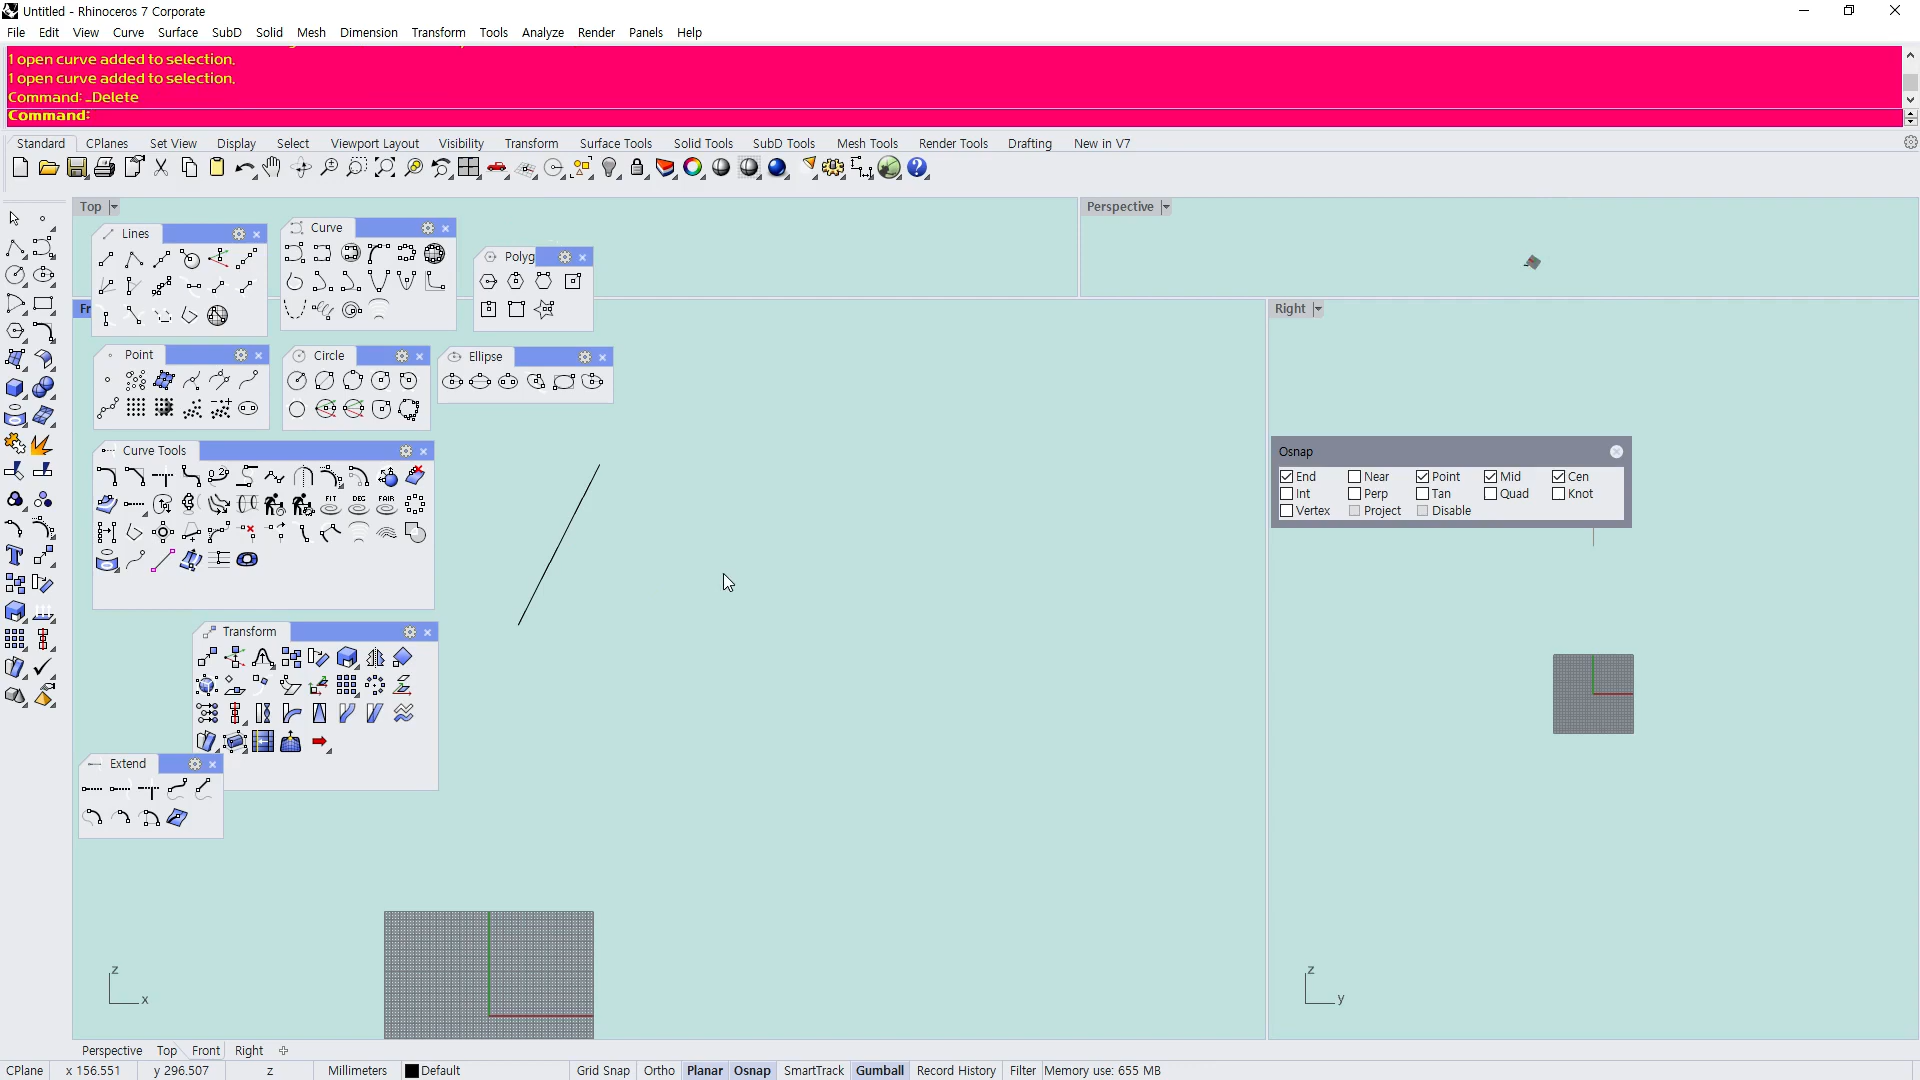 Untitled - Rhinoceros 7 Corporate
File Edit View Curve Surface SubD Solid Mesh Dimension Transform Tools Analyze Render Panels Help
1 open curve added to selection.
1 open curve added to selection.
Command: _Delete
Command:
Standard CPlanes Set View Display Select Viewport Layout Visibility Transform Surface Tools Solid Tools SubD Tools Mesh Tools Render Tools Drafting New in V7
Top
Perspective
Lines
Curve
Polyg
Fr
Right
Point
Circle
Ellipse
Curve Tools
FIT DEG FAIR
Osnap
End Near Point Mid Cen
Int Perp Tan Quad Knot
Vertex Project Disable
Transform
Extend
z
x
z
y
Perspective Top Front Right
CPlane x 156.551 y 296.507 z Millimeters Default Grid Snap Ortho Planar Osnap SmartTrack Gumball Record History Filter Memory use: 655 MB